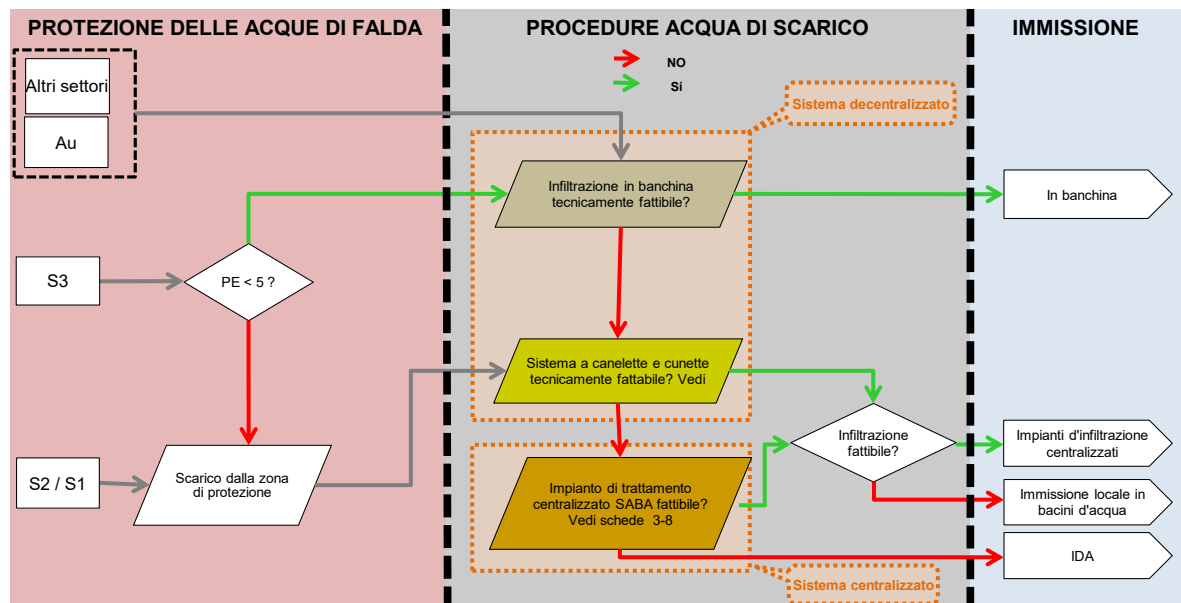 PROTEZIONE DELLE ACQUE DI FALDA
PROCEDURE ACQUA DI SCARICO
IMMISSIONE
NO
Sí
Altri settori
Au
Sistema decentralizzato
Infiltrazione in banchina
tecnicamente fattibile?
In banchina
S3
PE < 5 ?
Sistema a canelette e cunette
tecnicamente fattabile? Vedi
Infiltrazione
fattibile?
Impianti d'infiltrazione
centralizzati
S2 / S1
Scarico dalla zona
di protezione
Impianto di trattamento
centralizzato SABA fattibile?
Vedi schede 3-8
Immissione locale in
bacini d'acqua
IDA
Sistema centralizzato